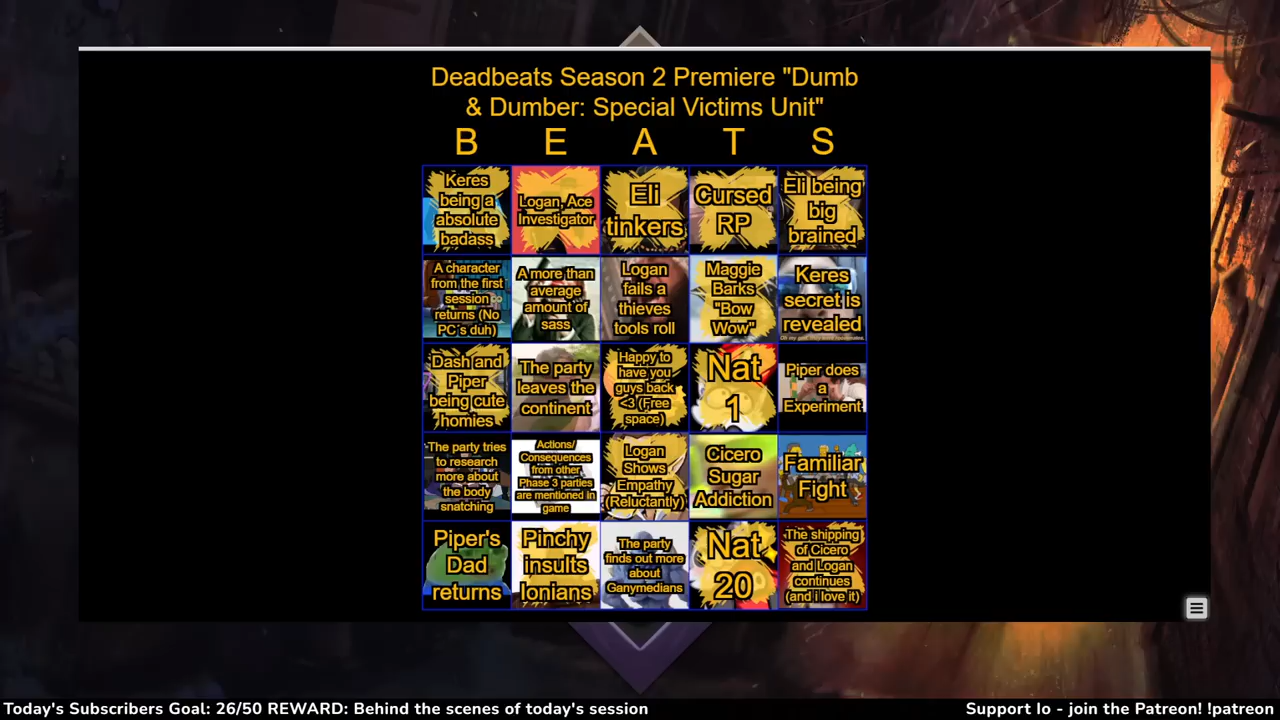 Deadbeats Season 2 Premiere "Dumb
& Dumber: Special Victims Unit"
B E A T S
Keres
being a
absolute
badass
Logan, Ace
Investigator
Eli
tinkers
Cursed
RP
Eli being
big
brained
A character
from the first
session
returns (No
PC's duh)
A more than
average
amount of
sass
Logan
fails a
thieves
tools roll
Maggie
Barks
"Bow
Wow"
Keres
secret is
revealed
Dash and
Piper
being cute
homies
The party
leaves the
continent
Happy to
have you
guys back
<3 (Free
space)
Nat
1
Piper does
a
Experiment
The party tries
to research
more about
the body
snatching
Actions/
Consequences
from other
Phase 3 parties
are mentioned in
game
Logan
Shows
Empathy
(Reluctantly)
Cicero
Sugar
Addiction
Familiar
Fight
Piper's
Dad
returns
Pinchy
insults
Ionians
The party
finds out more
about
Ganymedians
Nat
20
The shipping
of Cicero
and Logan
continues
(and i love it)
Today's Subscribers Goal: 26/50 REWARD: Behind the scenes of today's session
Support Io - join the Patreon! !patreon